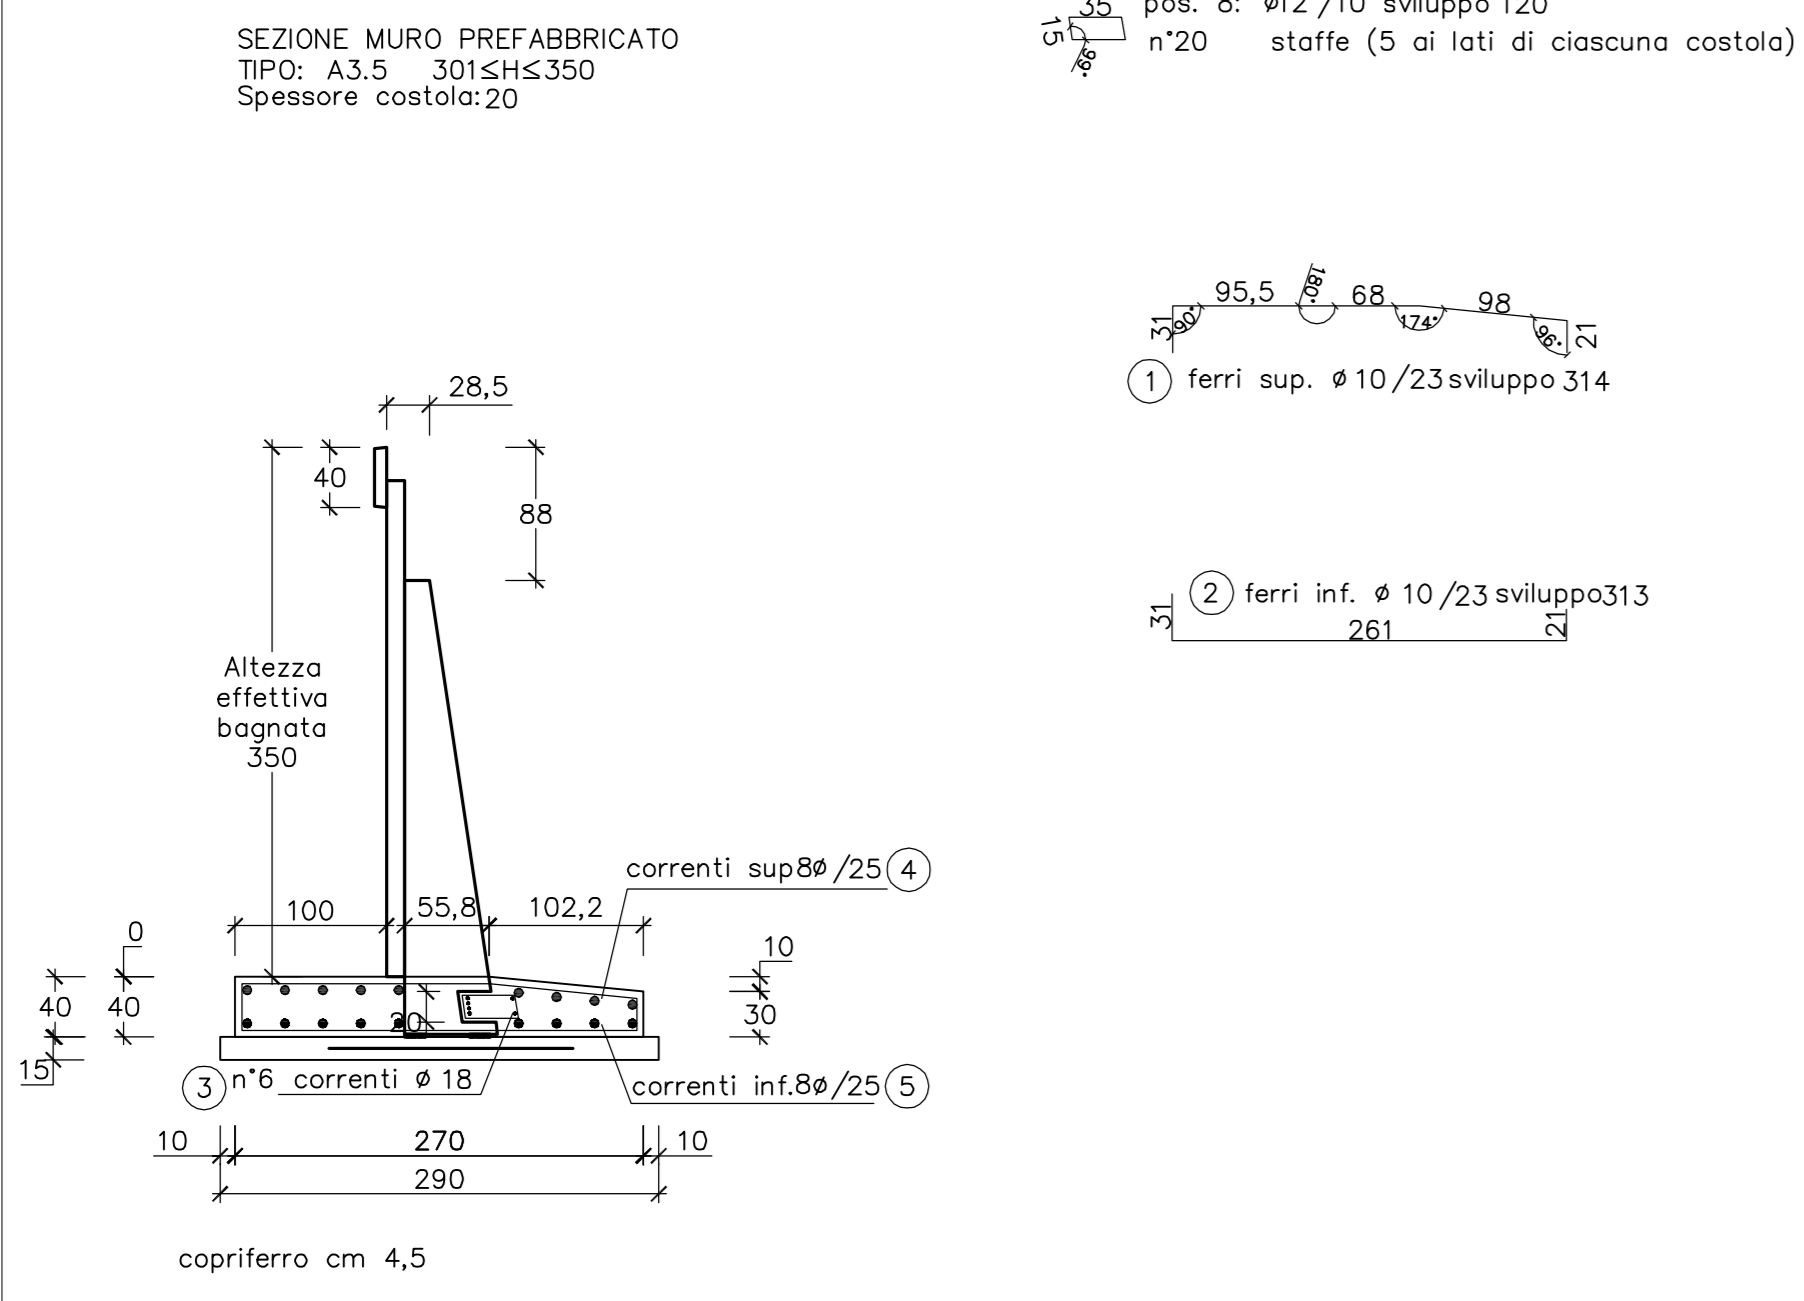 SEZIONE MURO PREFABBRICATO
TIPO: A3.5 301≤H≤350
Spessore costola: 20
35
pos. 8: ø12 /10 sviluppo 120
15
99°
n°20 staffe (5 ai lati di ciascuna costola)
95,5
180°
68
98
31
90°
174°
96°
21
1 ferri sup. ø 10 /23 sviluppo 314
2 ferri inf. ø 10 /23 sviluppo 313
31
261
21
28,5
40
88
Altezza
effettiva
bagnata
350
correnti sup 8ø /25 4
100
55,8
102,2
0
10
40
40
20
30
15
3 n°6 correnti ø 18
correnti inf. 8ø /25 5
10
270
10
290
copriferro cm 4,5